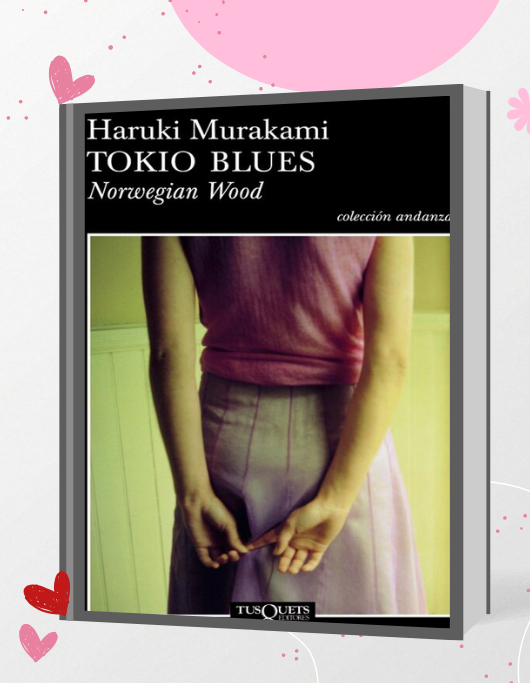 Haruki Murakami
TOKIO BLUES
Norwegian Wood
colección andanza
TUSQUETS
EDITORES